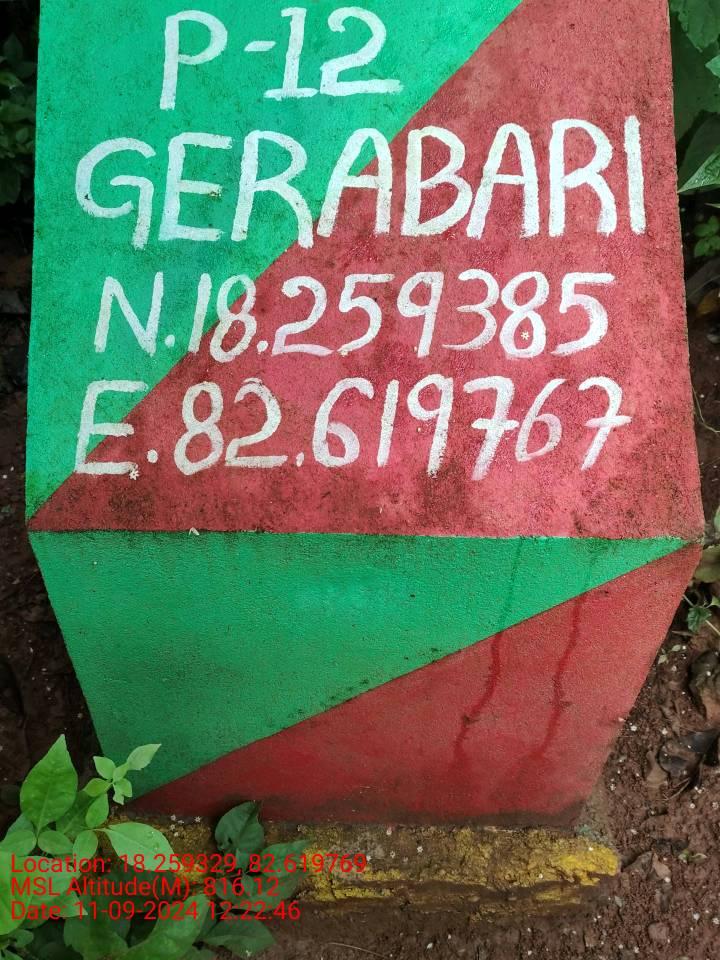 P-12
GERABARI
N.18.259385
E.82.619767
Location: 18.259329, 82.619769
MSL Altitude(M): 816.12
Date: 11-09-2024 12:22:46